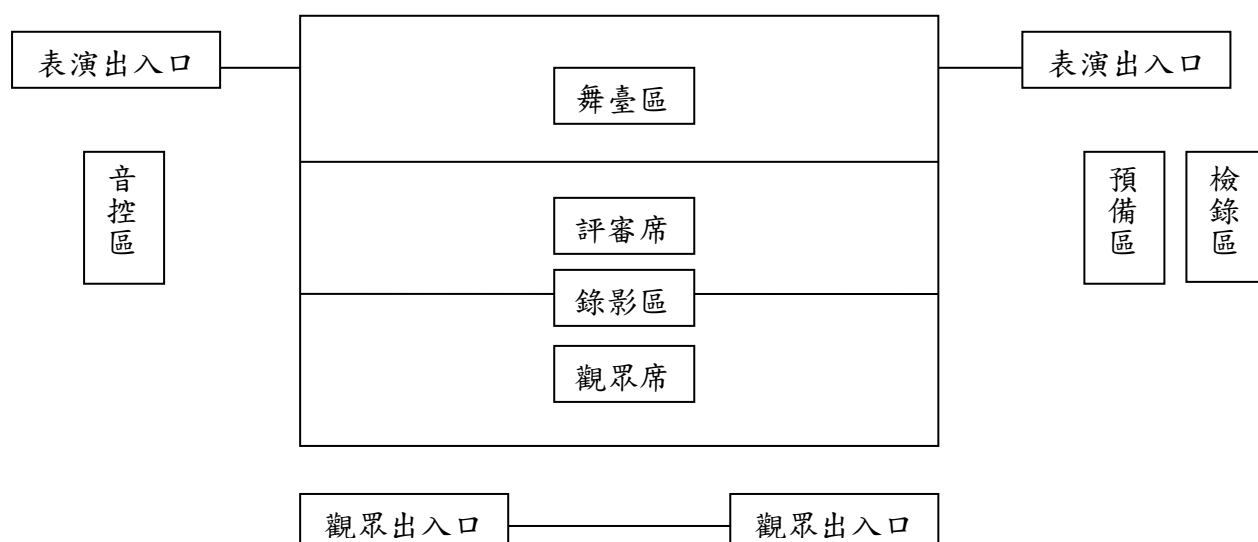 表演出入口
表演出入口
舞臺區
音控區
預備區
檢錄區
評審席
錄影區
觀眾席
觀眾出入口
觀眾出入口